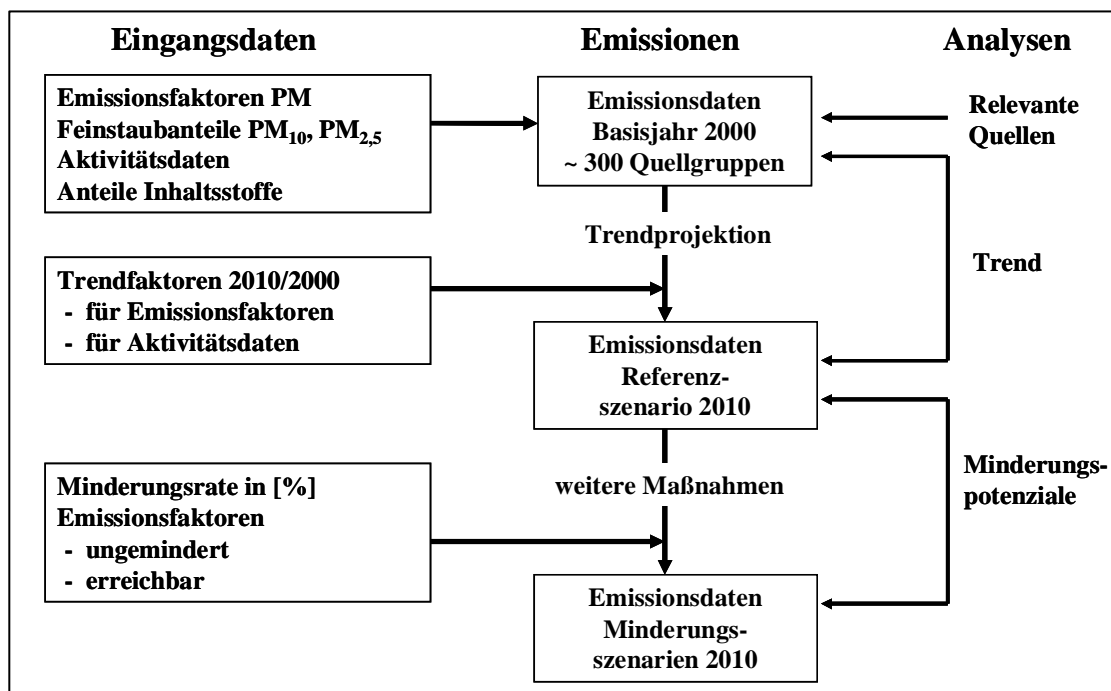 Eingangsdaten
Emissionen
Analysen
Emissionsfaktoren PM
Feinstaubanteile PM₁₀, PM₂,₅
Aktivitätsdaten
Anteile Inhaltsstoffe
Emissionsdaten
Basisjahr 2000
~ 300 Quellgruppen
Relevante
Quellen
Trendprojektion
Trend
Trendfaktoren 2010/2000
- für Emissionsfaktoren
- für Aktivitätsdaten
Emissionsdaten
Referenz-
szenario 2010
Minderungs-
potenziale
weitere Maßnahmen
Minderungsrate in [%]
Emissionsfaktoren
- ungemindert
- erreichbar
Emissionsdaten
Minderungs-
szenarien 2010